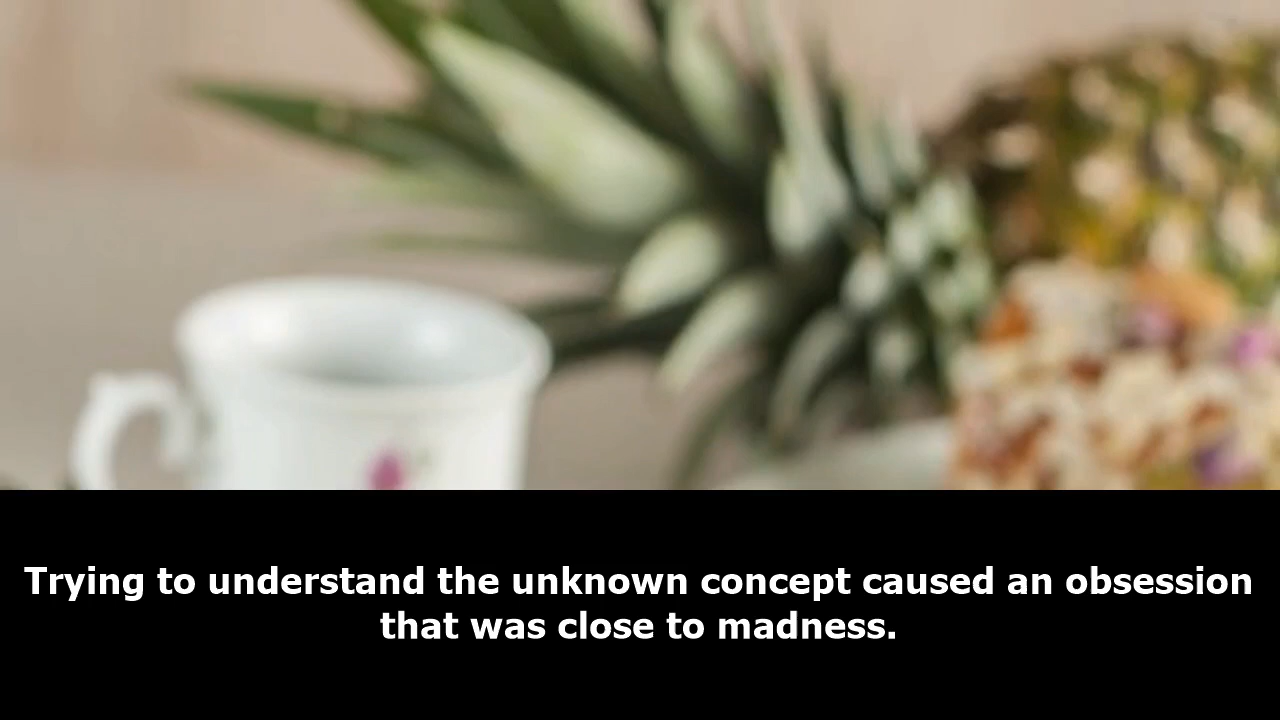 Trying to understand the unknown concept caused an obsession
that was close to madness.